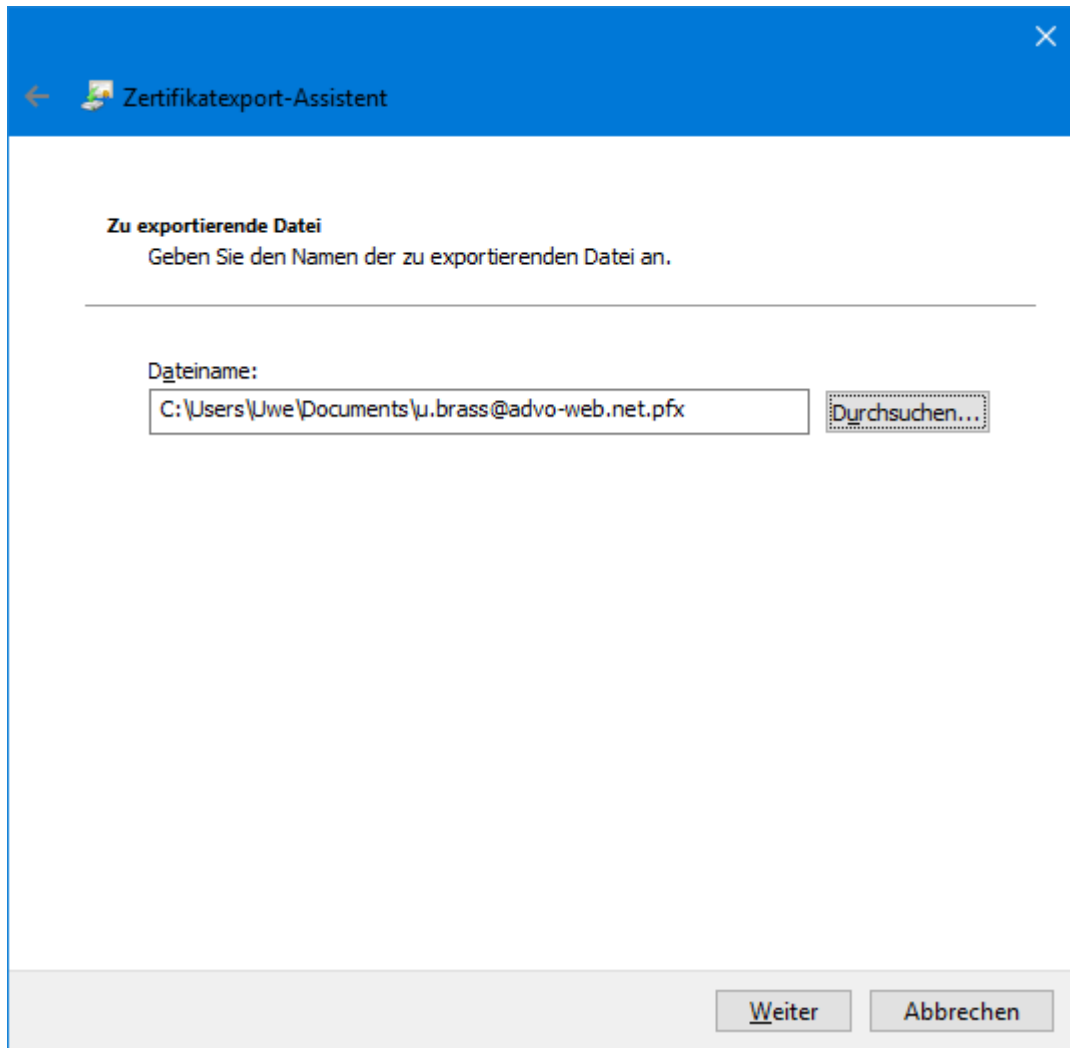 Zertifikatexport-Assistent
Zu exportierende Datei
Geben Sie den Namen der zu exportierenden Datei an.
Dateiname:
C:\Users\Uwe\Documents\u.brass@advo-web.net.pfx
Durchsuchen...
Weiter
Abbrechen